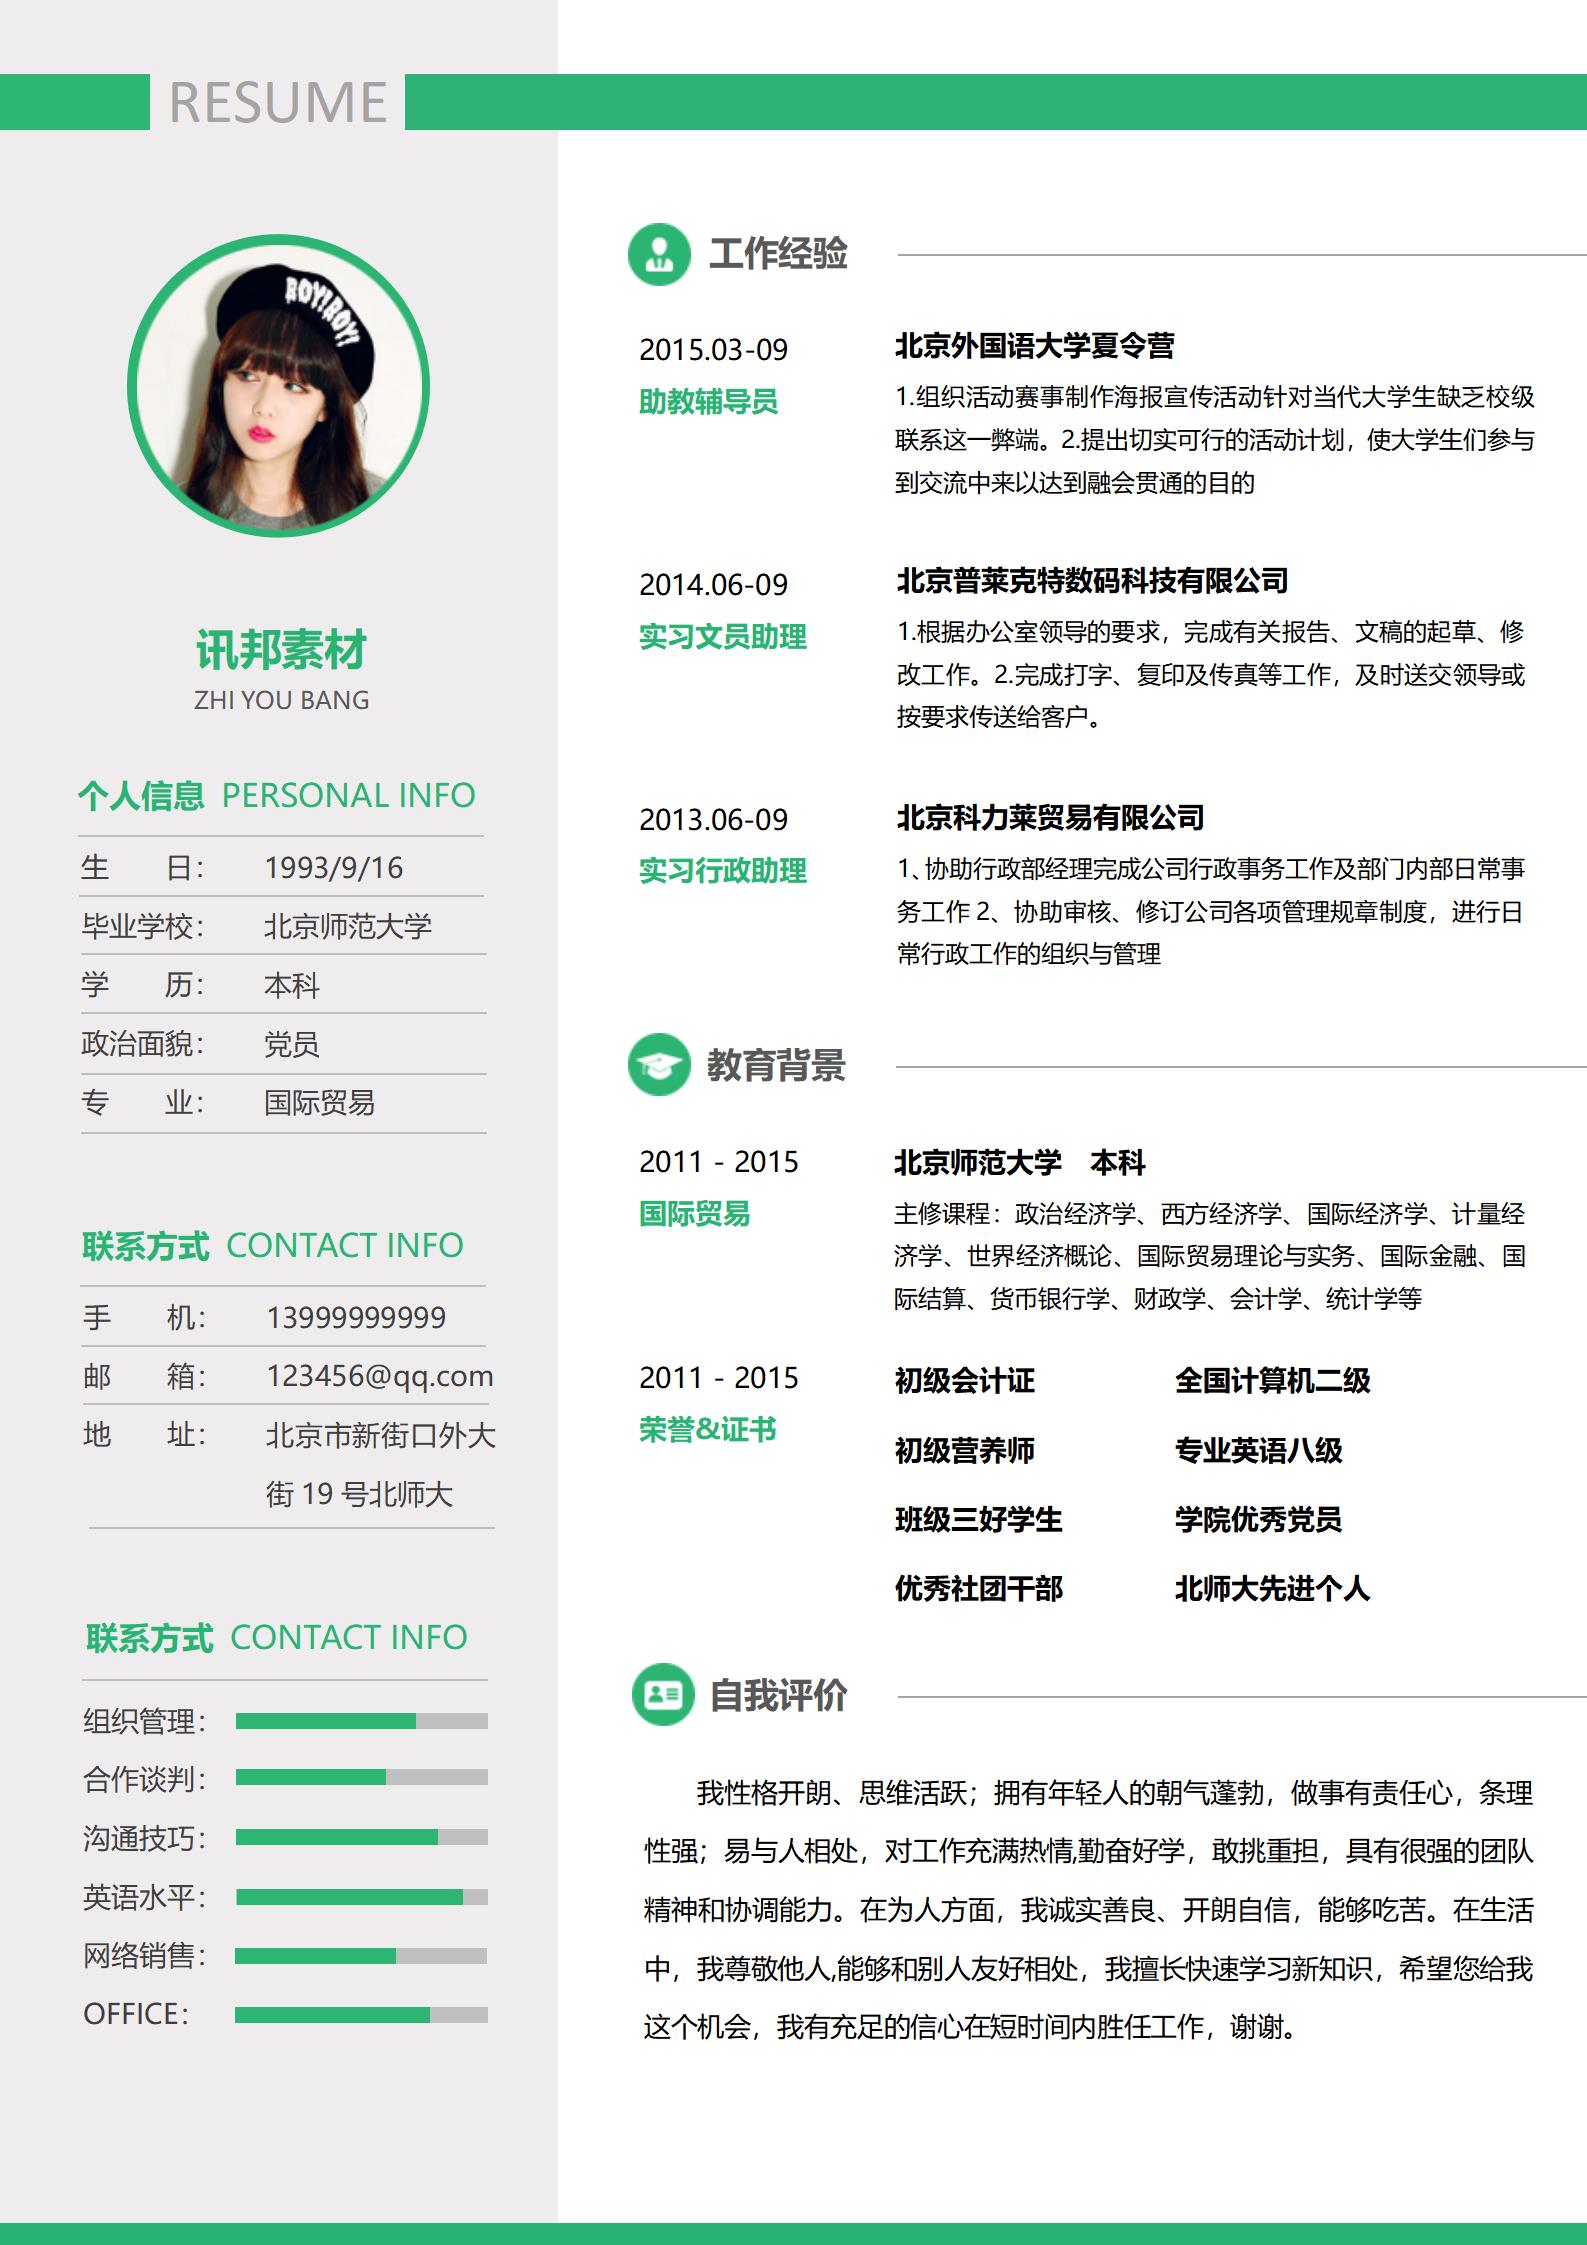 RESUME
BOY!BOY!
讯邦素材
ZHI YOU BANG
个人信息 PERSONAL INFO
生 日： 1993/9/16
毕业学校： 北京师范大学
学 历： 本科
政治面貌： 党员
专 业： 国际贸易
联系方式 CONTACT INFO
手 机： 13999999999
邮 箱： 123456@qq.com
地 址： 北京市新街口外大
街 19 号北师大
联系方式 CONTACT INFO
组织管理：
合作谈判：
沟通技巧：
英语水平：
网络销售：
OFFICE：
工作经验
2015.03-09 北京外国语大学夏令营
助教辅导员
1.组织活动赛事制作海报宣传活动针对当代大学生缺乏校级
联系这一弊端。2.提出切实可行的活动计划，使大学生们参与
到交流中来以达到融会贯通的目的
2014.06-09 北京普莱克特数码科技有限公司
实习文员助理
1.根据办公室领导的要求，完成有关报告、文稿的起草、修
改工作。2.完成打字、复印及传真等工作，及时送交领导或
按要求传送给客户。
2013.06-09 北京科力莱贸易有限公司
实习行政助理
1、协助行政部经理完成公司行政事务工作及部门内部日常事
务工作 2、协助审核、修订公司各项管理规章制度，进行日
常行政工作的组织与管理
教育背景
2011 - 2015 北京师范大学 本科
国际贸易
主修课程：政治经济学、西方经济学、国际经济学、计量经
济学、世界经济概论、国际贸易理论与实务、国际金融、国
际结算、货币银行学、财政学、会计学、统计学等
2011 - 2015 初级会计证 全国计算机二级
荣誉&证书
初级营养师 专业英语八级
班级三好学生 学院优秀党员
优秀社团干部 北师大先进个人
自我评价
我性格开朗、思维活跃；拥有年轻人的朝气蓬勃，做事有责任心，条理
性强；易与人相处，对工作充满热情,勤奋好学，敢挑重担，具有很强的团队
精神和协调能力。在为人方面，我诚实善良、开朗自信，能够吃苦。在生活
中，我尊敬他人,能够和别人友好相处，我擅长快速学习新知识，希望您给我
这个机会，我有充足的信心在短时间内胜任工作，谢谢。